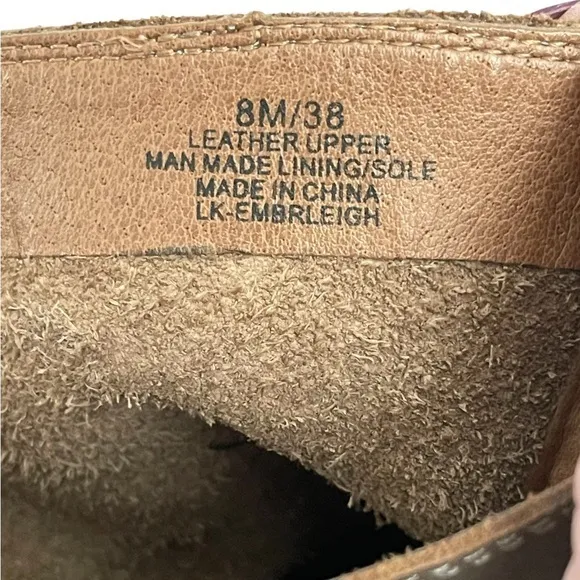 8M/38
LEATHER UPPER
MAN MADE LINING/SOLE
MADE IN CHINA
LK-EMBRLEIGH